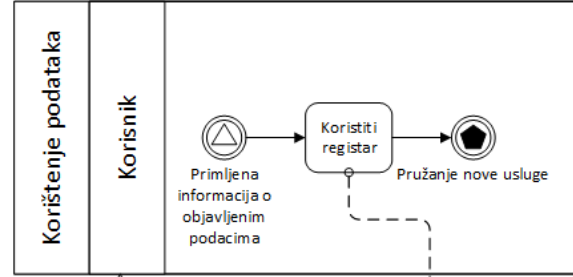 Korištenje podataka
Korisnik
Primljena
informacija o
objavljenim
podacima
Koristiti
registar
Pružanje nove usluge